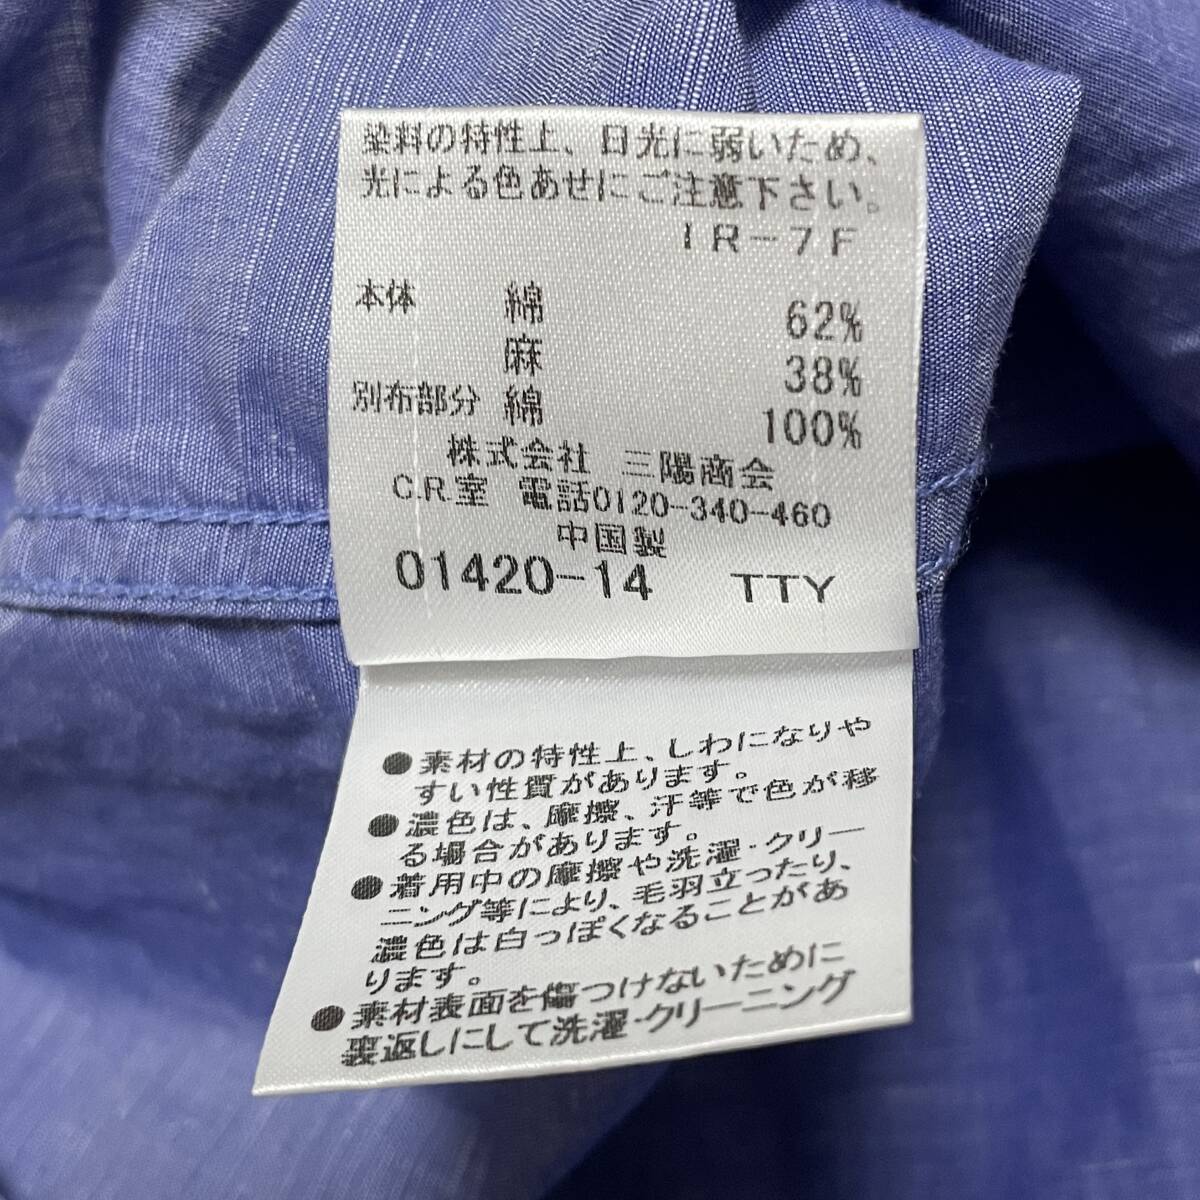 染料の特性上、日光に弱いため、
光による色あせにご注意下さい。
IR-7F
本体 綿 62%
麻 38%
別布部分 綿 100%
株式会社 三陽商会
C.R.室 電話0120-340-460
中国製
01420-14 TTY
●素材の特性上、しわになりや
すい性質があります。
●濃色は、摩擦、汗等で色が移
る場合があります。
●着用中の摩擦や洗濯・クリー
ニング等により、毛羽立ったり、
濃色は白っぽくなることがあ
ります。
●素材表面を傷つけないために
裏返しにして洗濯・クリーニング